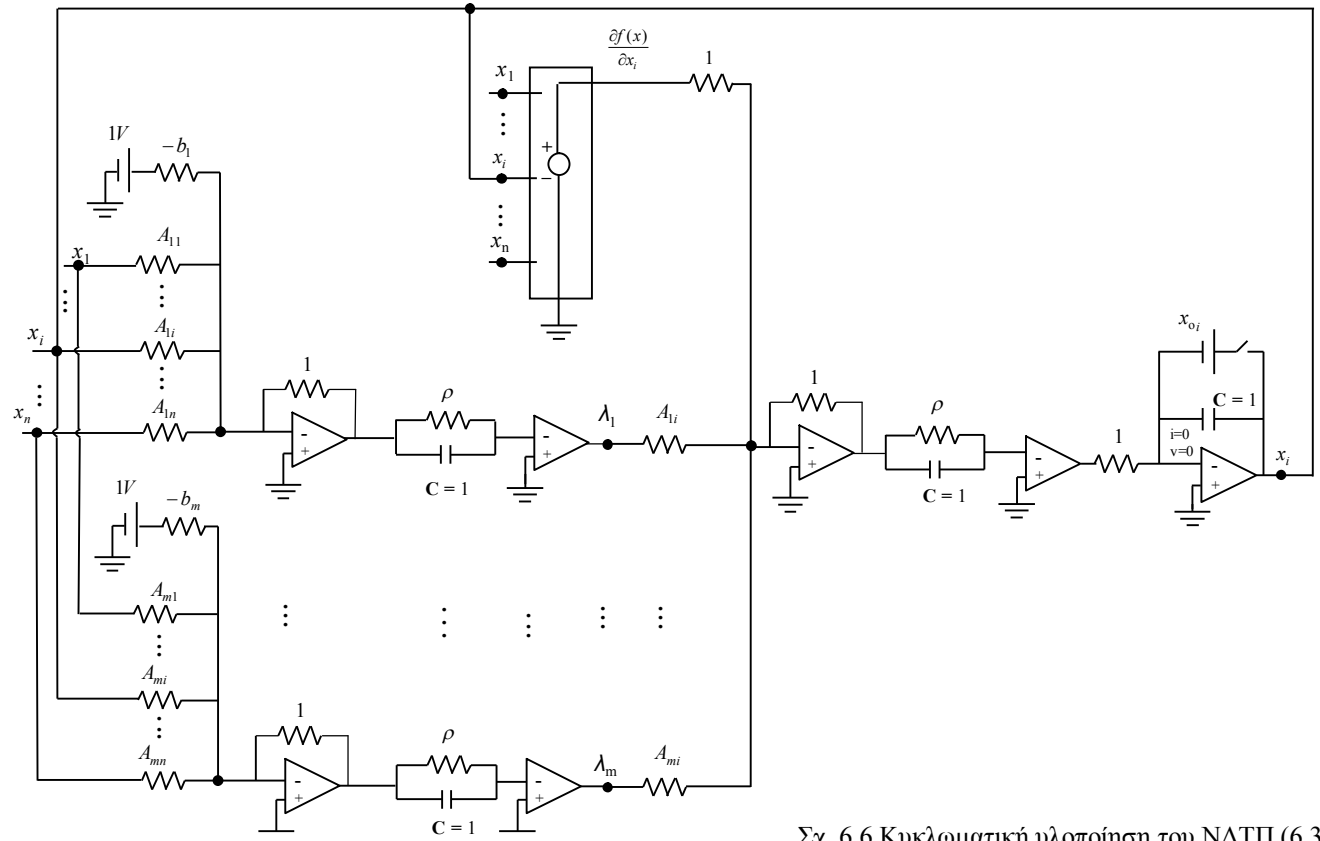 ∂f(x)
∂x_i
1
x_1
⋮
x_i
⋮
x_n
+
−
1V
−b_1
x_1
A_11
⋮
⋮
x_i
A_1i
⋮
⋮
x_n
A_1n
1
-
+
ρ
C = 1
-
+
λ_1
A_1i
1
-
+
ρ
C = 1
-
+
1
x_oi
C = 1
i=0
v=0
-
+
x_i
1V
−b_m
A_m1
⋮
A_mi
⋮
A_mn
⋮
⋮
⋮
⋮
⋮
1
-
+
ρ
C = 1
-
+
λ_m
A_mi
Σχ. 6.6 Κυκλωματική υλοποίηση του ΝΔΤΠ (6.3